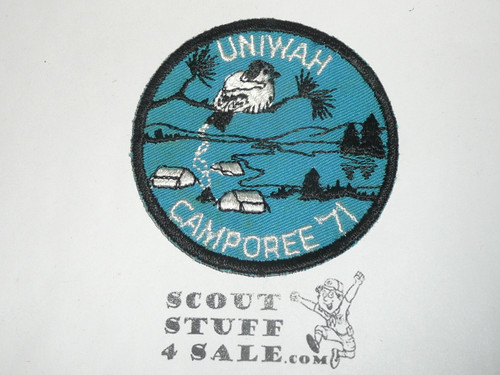 UNIWAH
CAMPOREE '71
SCOUT
STUFF
4 SALE.COM